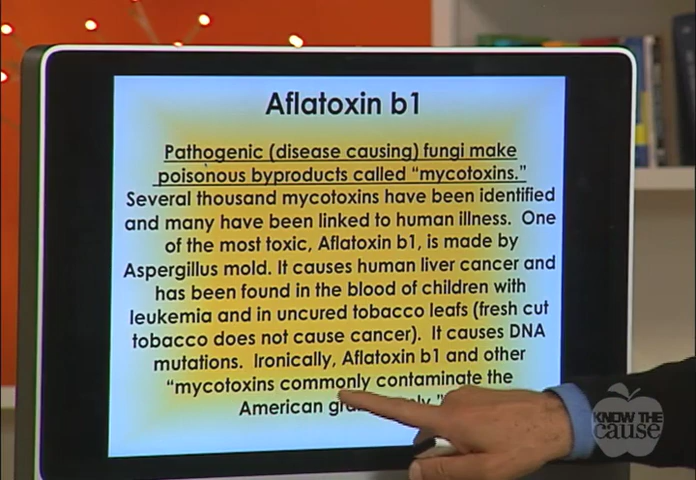 Aflatoxin b1
Pathogenic (disease causing) fungi make
poisonous byproducts called "mycotoxins."
Several thousand mycotoxins have been identified
and many have been linked to human illness. One
of the most toxic, Aflatoxin b1, is made by
Aspergillus mold. It causes human liver cancer and
has been found in the blood of children with
leukemia and in uncured tobacco leafs (fresh cut
tobacco does not cause cancer). It causes DNA
mutations. Ironically, Aflatoxin b1 and other
"mycotoxins commonly contaminate the
American
KNOW THE
cause